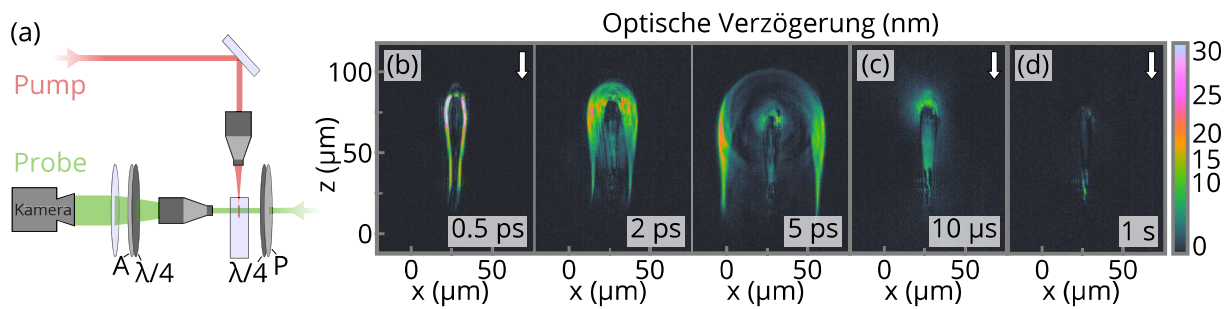 (a)
Pump
Probe
Kamera
A
λ/4
λ/4
P
Optische Verzögerung (nm)
z (µm)
100
50
0
(b)
0.5 ps
2 ps
5 ps
(c)
10 µs
(d)
1 s
0 50
0 50
0 50
0 50
0 50
x (µm)
x (µm)
x (µm)
x (µm)
x (µm)
30
25
20
15
10
0